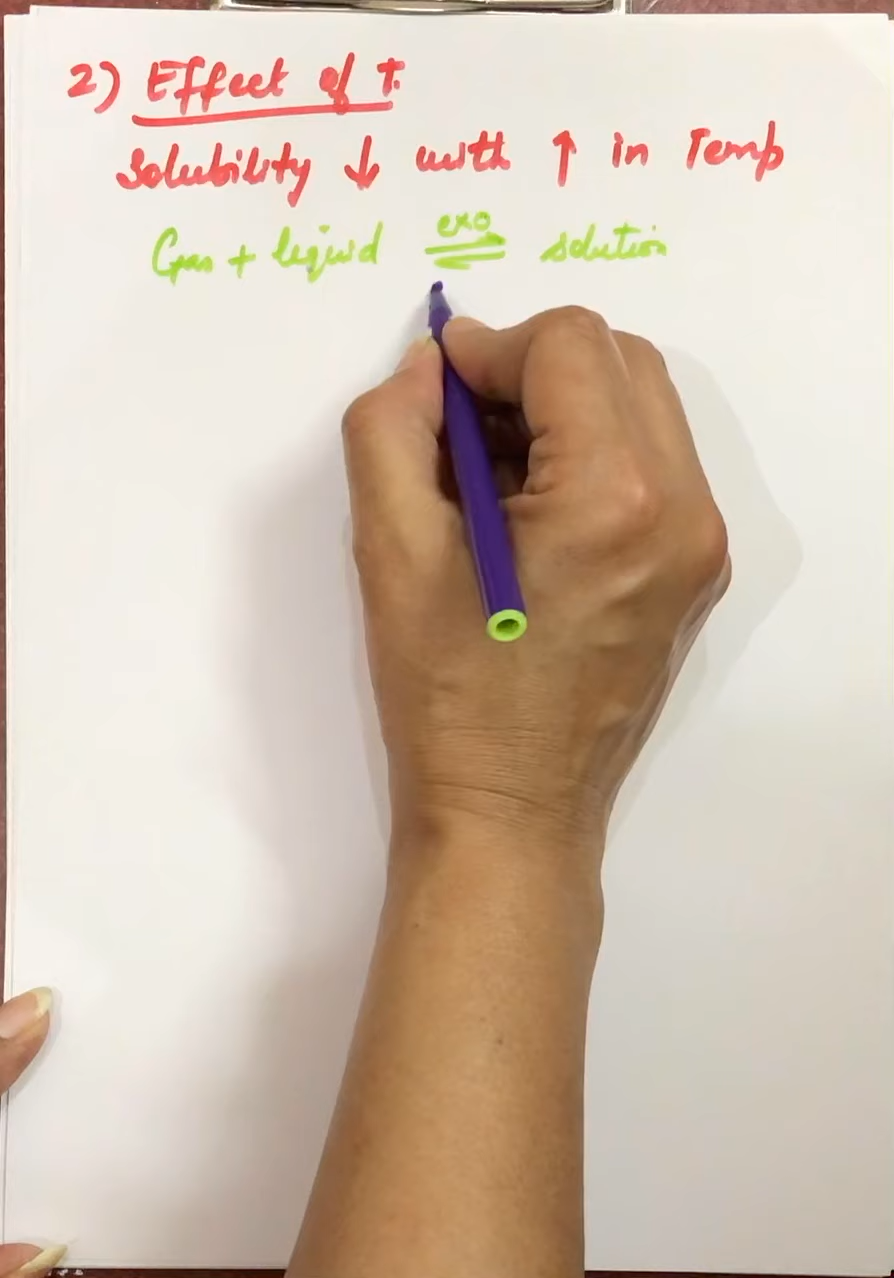 2) Effect of T.
Solubility ↓ with ↑ in Temp
exo
Gas + liquid ⇌ solution